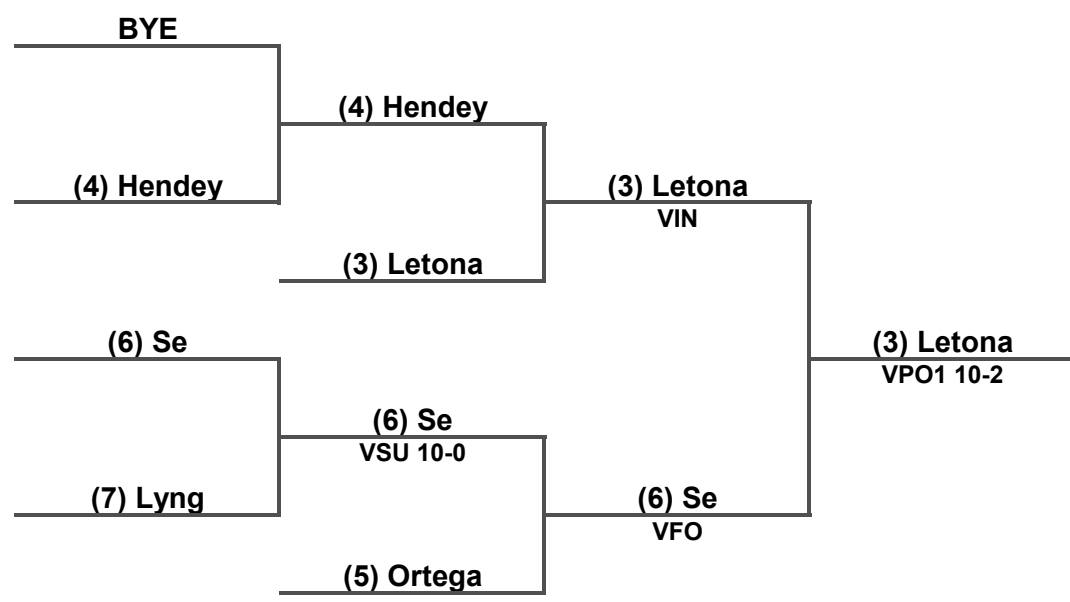 BYE
(4) Hendey
(4) Hendey
(3) Letona
VIN
(3) Letona
(6) Se
(3) Letona
VPO1 10-2
(6) Se
VSU 10-0
(7) Lyng
(6) Se
VFO
(5) Ortega